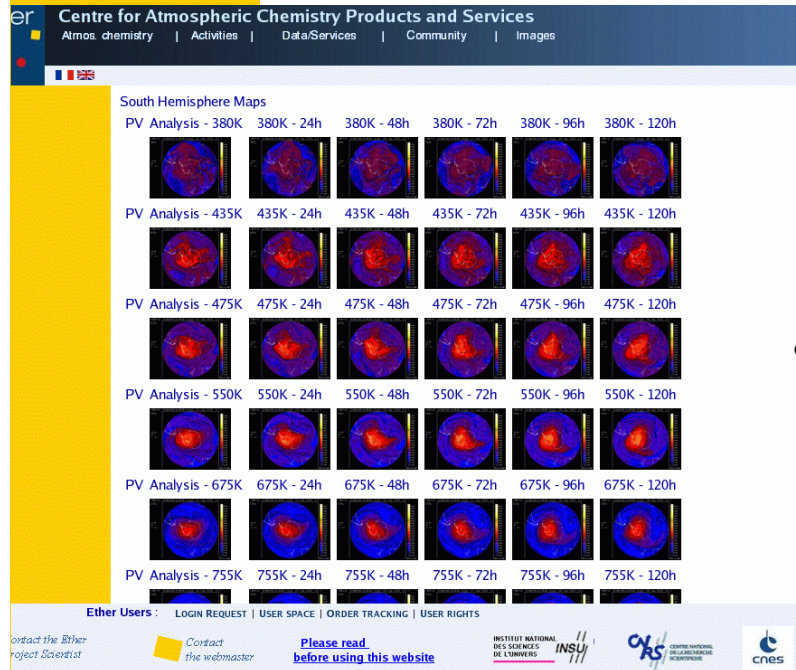 er
Centre for Atmospheric Chemistry Products and Services
Atmos. chemistry | Activities | Data/Services | Community | Images
South Hemisphere Maps
PV Analysis - 380K 380K - 24h 380K - 48h 380K - 72h 380K - 96h 380K - 120h
PV Analysis - 435K 435K - 24h 435K - 48h 435K - 72h 435K - 96h 435K - 120h
PV Analysis - 475K 475K - 24h 475K - 48h 475K - 72h 475K - 96h 475K - 120h
PV Analysis - 550K 550K - 24h 550K - 48h 550K - 72h 550K - 96h 550K - 120h
PV Analysis - 675K 675K - 24h 675K - 48h 675K - 72h 675K - 96h 675K - 120h
PV Analysis - 755K 755K - 24h 755K - 48h 755K - 72h 755K - 96h 755K - 120h
Ether Users : LOGIN REQUEST | USER SPACE | ORDER TRACKING | USER RIGHTS
ontact the Ether
roject Scientist
Contact
the webmaster
Please read
before using this website
INSTITUT NATIONAL
DES SCIENCES
DE L'UNIVERS
INSU
CNRS
CENTRE NATIONAL
DE LA RECHERCHE
SCIENTIFIQUE
cnes